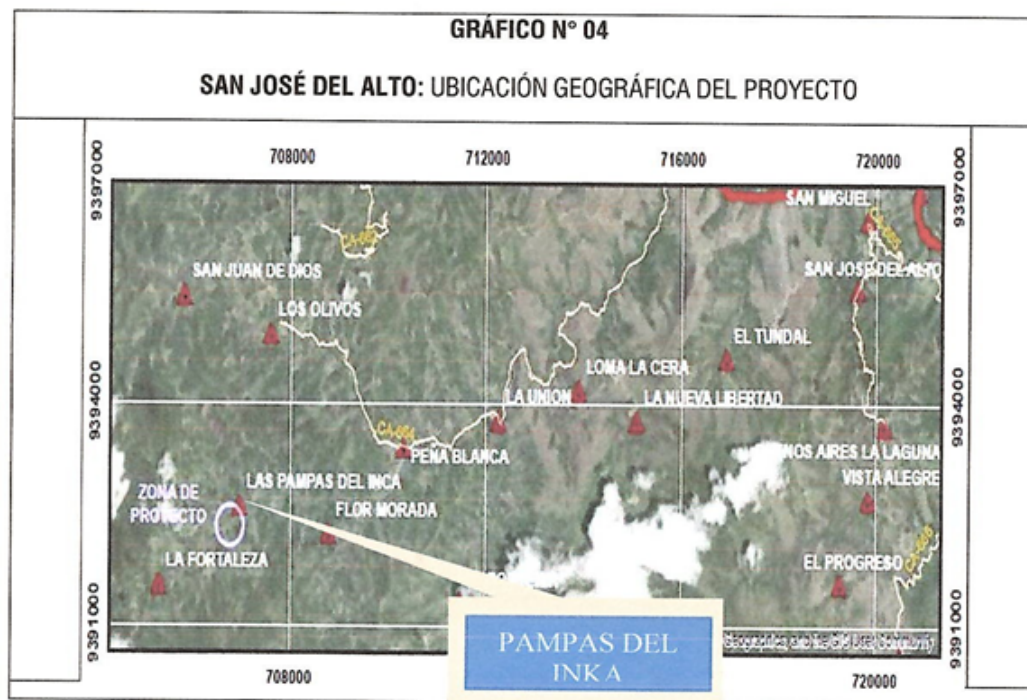 GRÁFICO N° 04
SAN JOSÉ DEL ALTO: UBICACIÓN GEOGRÁFICA DEL PROYECTO
708000 712000 716000 720000
9397000 9397000
SAN MIGUEL
CA-665
SAN JUAN DE DIOS
SAN JOSE DEL ALTO
LOS OLIVOS
EL TUNDAL
LOMA LA CERA
9394000 9394000
LA UNION
LA NUEVA LIBERTAD
CA-664
PEÑA BLANCA
NOS AIRES LA LAGUNA
LAS PAMPAS DEL INCA
VISTA ALEGRE
ZONA DE
PROYECTO
FLOR MORADA
LA FORTALEZA
EL PROGRESO
9391000 9391000
PAMPAS DEL
INKA
708000 720000